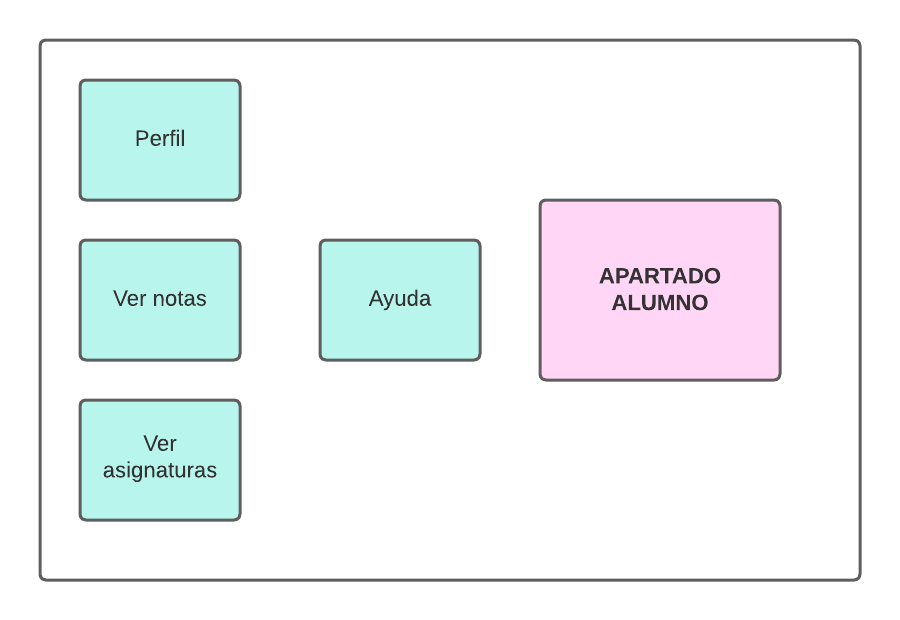 Perfil
Ver notas
Ayuda
APARTADO
ALUMNO
Ver
asignaturas